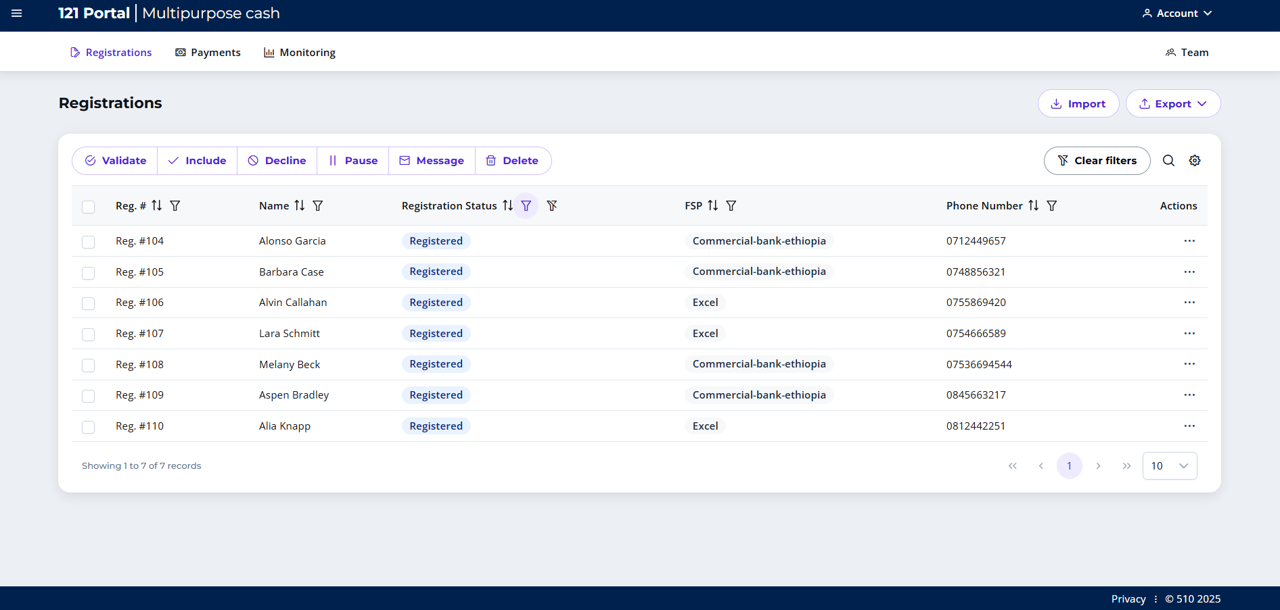 121 Portal | Multipurpose cash Account
Registrations Payments Monitoring Team
Registrations Import Export
Validate Include Decline Pause Message Delete Clear filters
Reg. # Name Registration Status FSP Phone Number Actions
Reg. #104 Alonso Garcia Registered Commercial-bank-ethiopia 0712449657
Reg. #105 Barbara Case Registered Commercial-bank-ethiopia 0748856321
Reg. #106 Alvin Callahan Registered Excel 0755869420
Reg. #107 Lara Schmitt Registered Excel 0754666589
Reg. #108 Melany Beck Registered Commercial-bank-ethiopia 07536694544
Reg. #109 Aspen Bradley Registered Commercial-bank-ethiopia 0845663217
Reg. #110 Alia Knapp Registered Excel 0812442251
Showing 1 to 7 of 7 records 1 10
Privacy © 510 2025